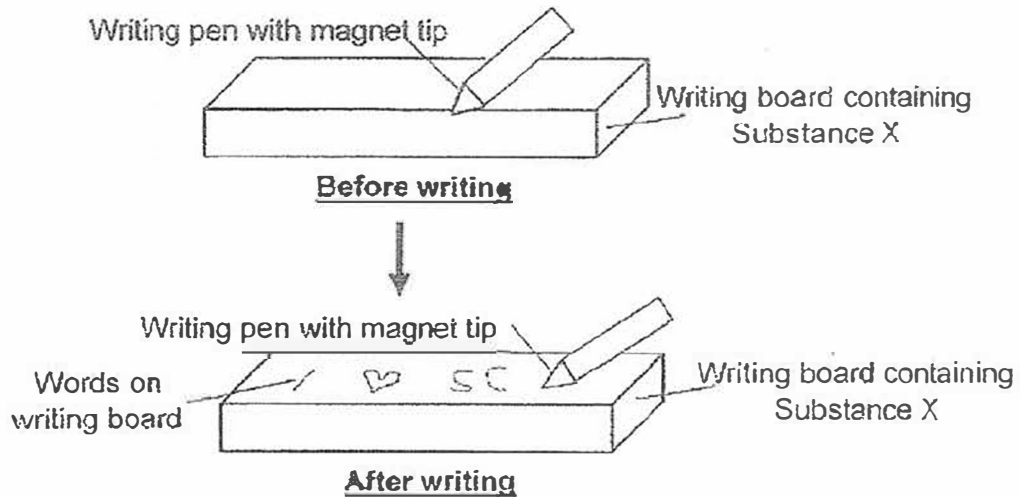 Writing pen with magnet tip
Writing board containing
Substance X
Before writing
Writing pen with magnet tip
Words on
writing board
I ♡ SC
Writing board containing
Substance X
After writing